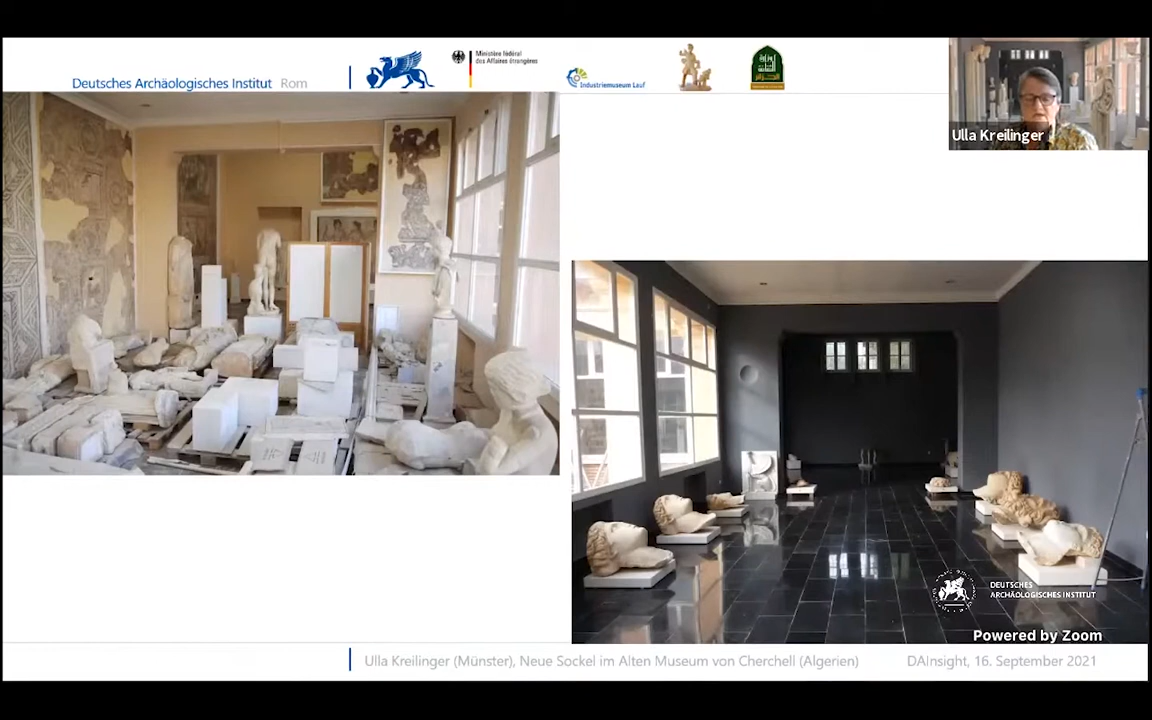 Deutsches Archäologisches Institut Rom
Ministère fédéral
des Affaires étrangères
Industriemuseum Lauf
Ulla Kreilinger
DEUTSCHES
ARCHÄOLOGISCHES INSTITUT
Powered by Zoom
Ulla Kreilinger (Münster), Neue Sockel im Alten Museum von Cherchell (Algerien)
DAInsight, 16. September 2021